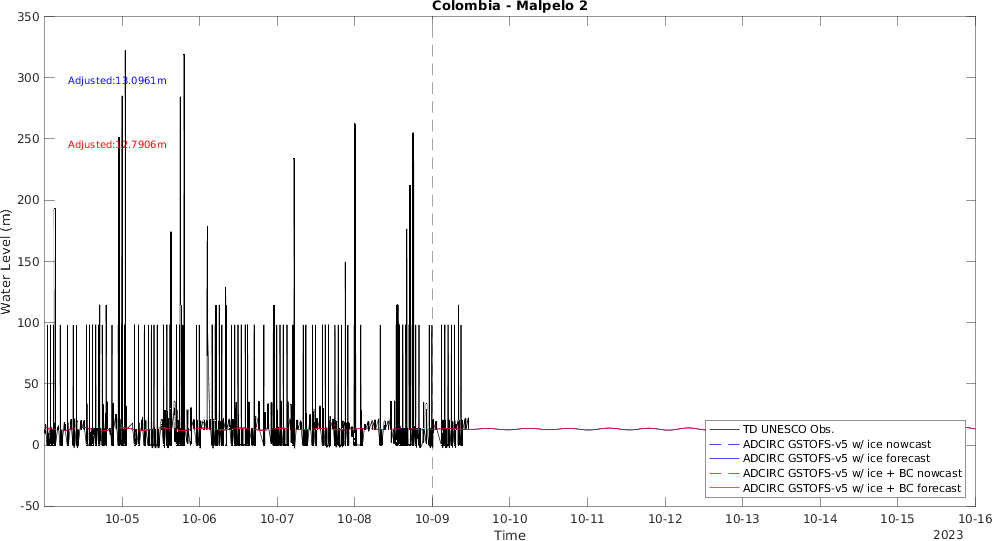 Colombia - Malpelo 2
350
300
250
200
150
100
50
0
-50
Water Level (m)
Adjusted:13.0961m
Adjusted:12.7906m
TD UNESCO Obs.
ADCIRC GSTOFS-v5 w/ ice nowcast
ADCIRC GSTOFS-v5 w/ ice forecast
ADCIRC GSTOFS-v5 w/ ice + BC nowcast
ADCIRC GSTOFS-v5 w/ ice + BC forecast
10-05 10-06 10-07 10-08 10-09 10-10 10-11 10-12 10-13 10-14 10-15 10-16
Time
2023